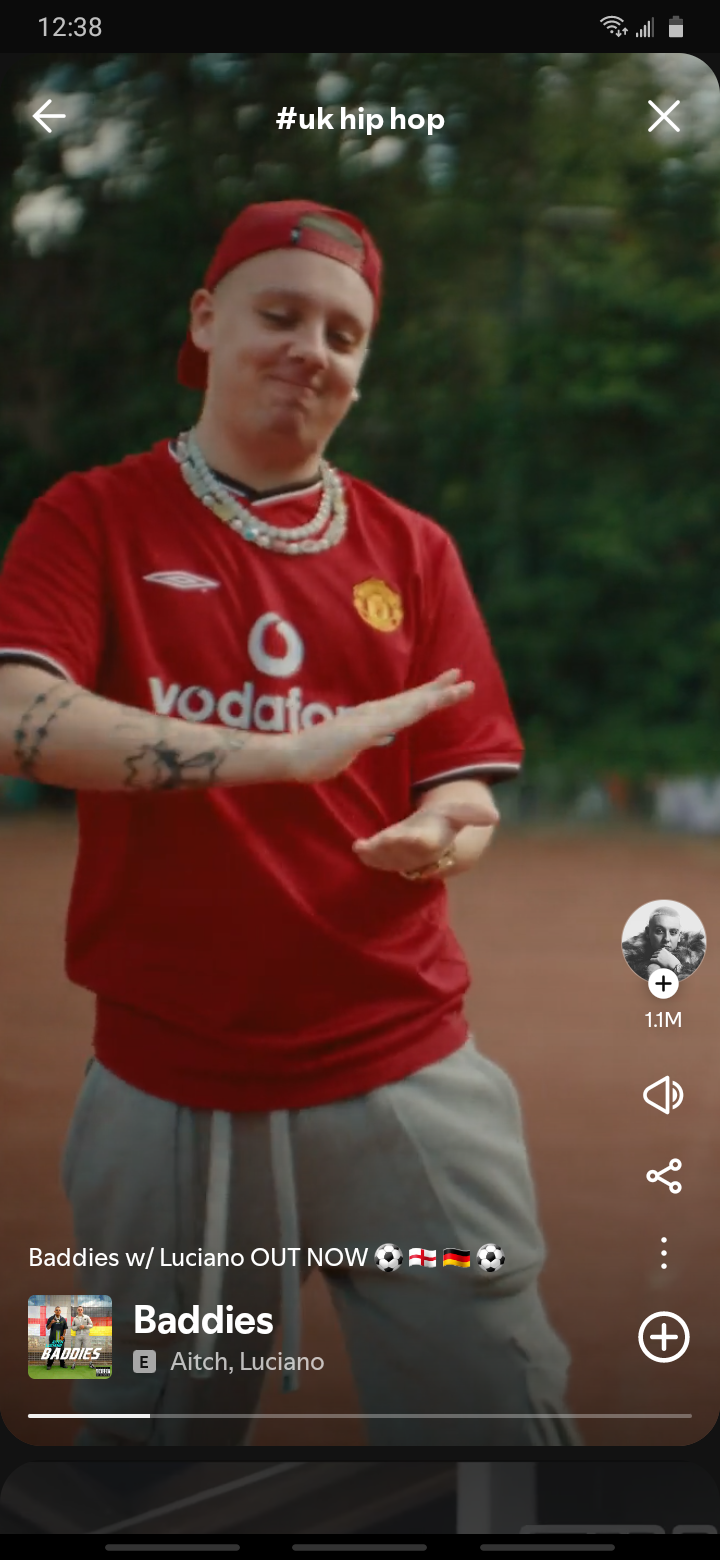 12:38
#uk hip hop
vodafo
1.1M
Baddies w/ Luciano OUT NOW ⚽🏴󠁧󠁢󠁥󠁮󠁧󠁿🇩🇪⚽
BADDIES
Baddies
E Aitch, Luciano